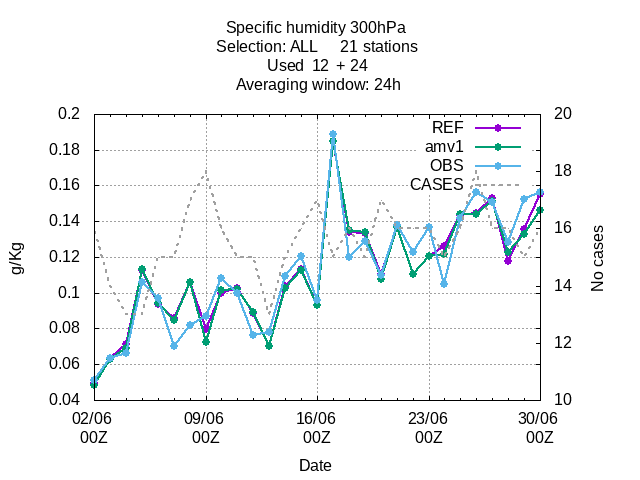 Specific humidity 300hPa
Selection: ALL 21 stations
Used 12 + 24
Averaging window: 24h
0.2
0.18
0.16
0.14
0.12
0.1
0.08
0.06
0.04
g/Kg
REF
amv1
OBS
CASES
20
18
16
14
12
10
No cases
02/06 09/06 16/06 23/06 30/06
00Z 00Z 00Z 00Z 00Z
Date